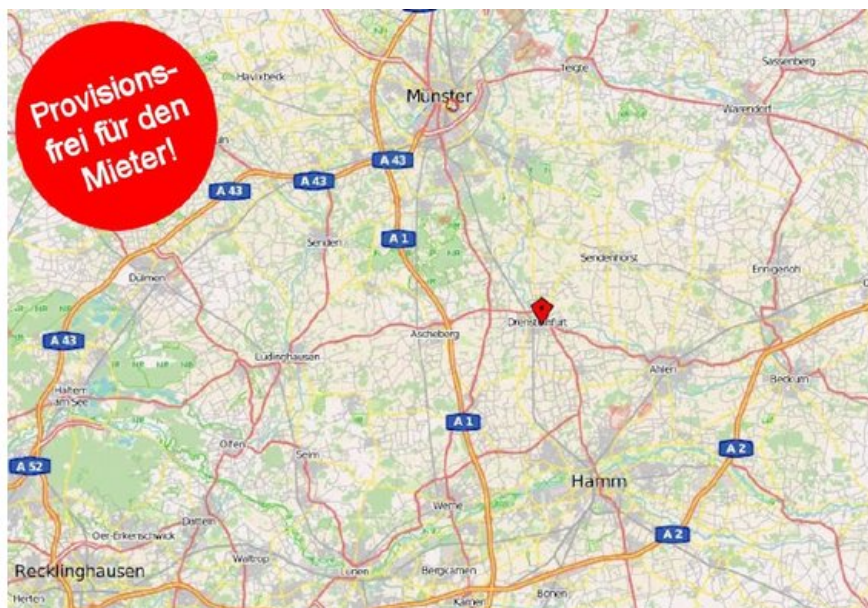 Provisions-
frei für den
Mieter!
Havixbeck
Münster
Telgte
Sassenberg
Warendorf
A 43
A 43
A 43
Senden
A 1
Sendenhorst
Ennigerloh
Dülmen
Drensteinfurt
Ascheberg
A 43
Lüdinghausen
Ahlen
Beckum
Haltern
am See
A 1
Olfen
Selm
A 2
A 52
Hamm
Werne
Datteln
Oer-Erkenschwick
A 2
Waltrop
Recklinghausen
Lünen
Bergkamen
Bönen
Herten
Kamen